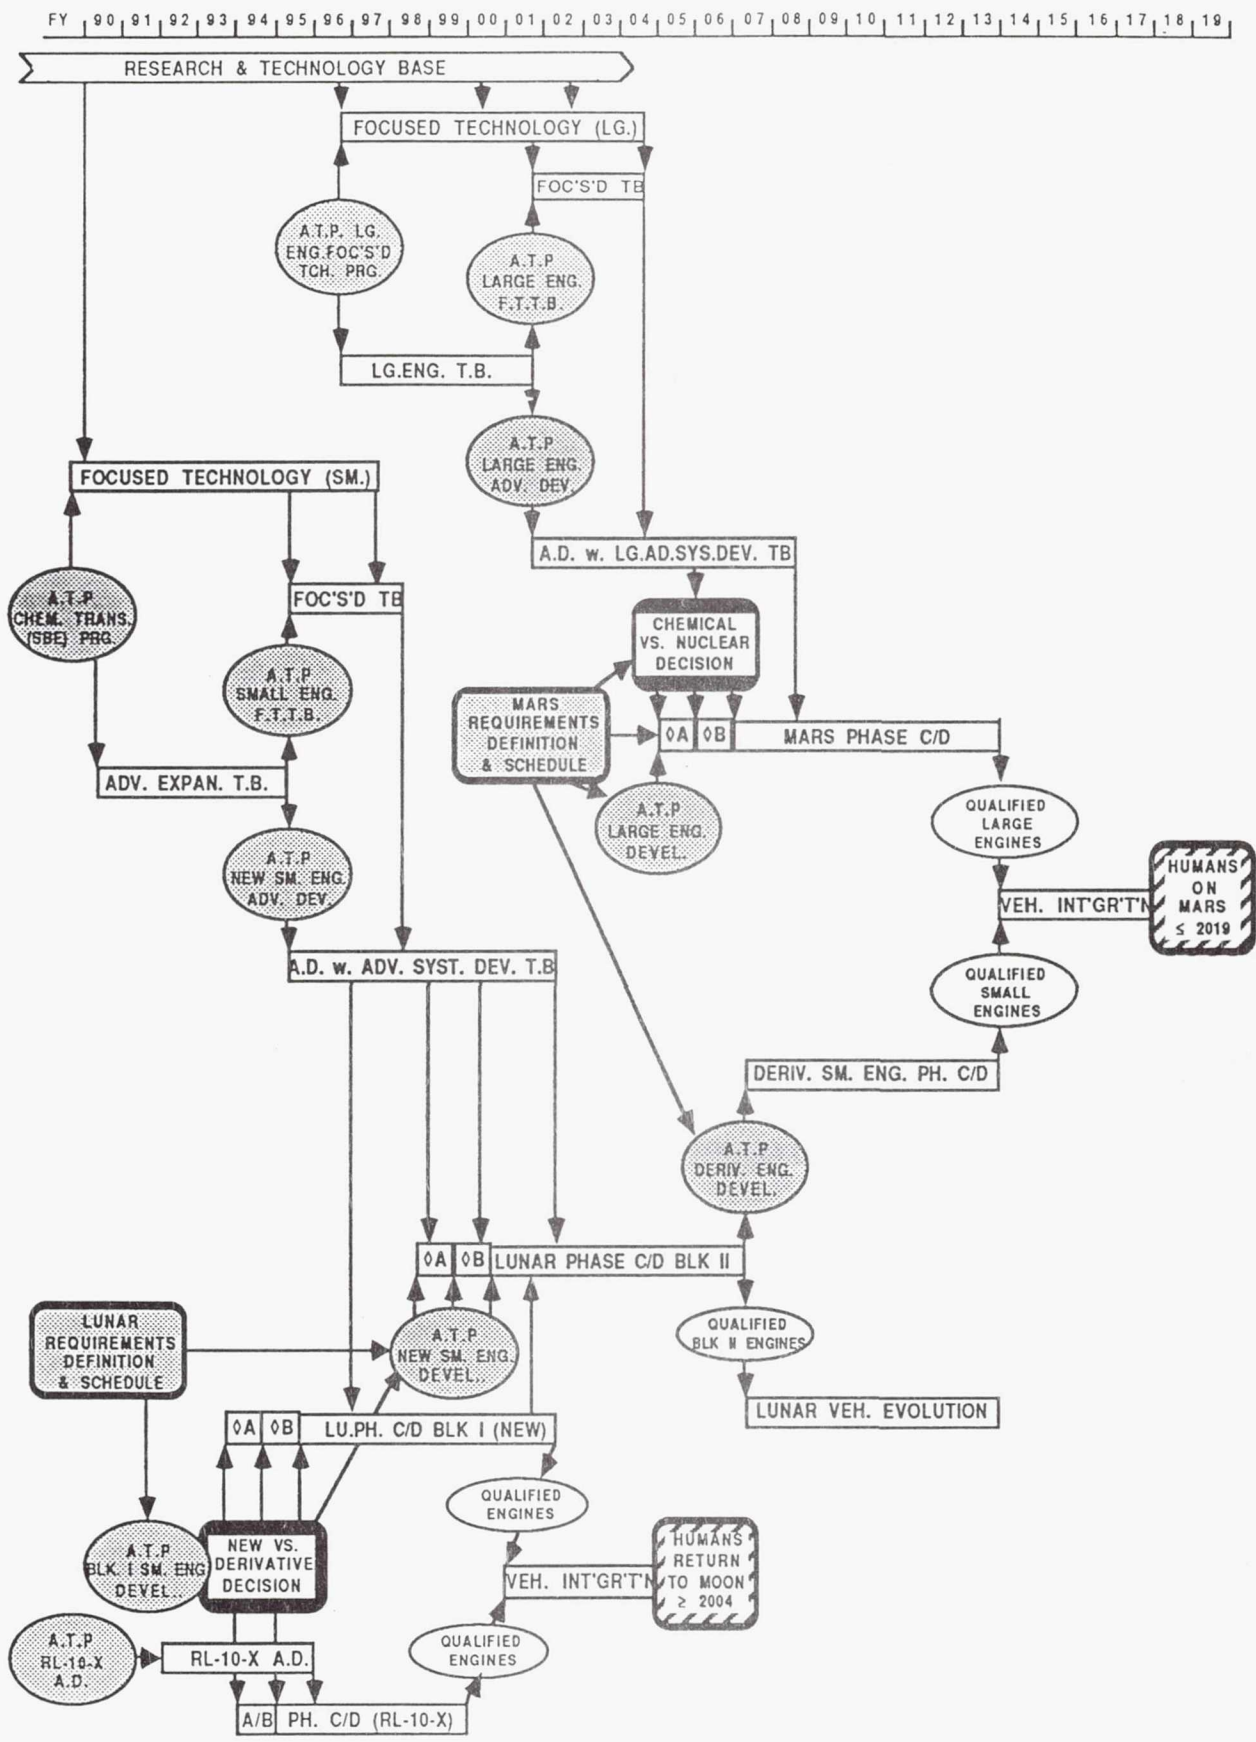 FY 90 91 92 93 94 95 96 97 98 99 00 01 02 03 04 05 06 07 08 09 10 11 12 13 14 15 16 17 18 19
RESEARCH & TECHNOLOGY BASE
FOCUSED TECHNOLOGY (LG.)
FOC'S'D TB
A.T.P. LG.
ENG.FOC'S'D
TCH. PRG.
A.T.P
LARGE ENG.
F.T.T.B.
LG.ENG. T.B.
A.T.P
LARGE ENG.
ADV. DEV.
FOCUSED TECHNOLOGY (SM.)
A.D. w. LG.AD.SYS.DEV. TB
A.T.P
CHEM. TRANS.
(SBE) PRG.
FOC'S'D TB
CHEMICAL
VS. NUCLEAR
DECISION
A.T.P
SMALL ENG.
F.T.T.B.
MARS
REQUIREMENTS
DEFINITION
& SCHEDULE
◊A ◊B MARS PHASE C/D
ADV. EXPAN. T.B.
A.T.P
LARGE ENG.
DEVEL.
QUALIFIED
LARGE
ENGINES
A.T.P
NEW SM. ENG.
ADV. DEV.
HUMANS
ON
MARS
≤ 2019
VEH. INT'GR'T'N
A.D. w. ADV. SYST. DEV. T.B
QUALIFIED
SMALL
ENGINES
DERIV. SM. ENG. PH. C/D
A.T.P
DERIV. ENG.
DEVEL.
◊A ◊B LUNAR PHASE C/D BLK II
LUNAR
REQUIREMENTS
DEFINITION
& SCHEDULE
A.T.P
NEW SM. ENG.
DEVEL..
QUALIFIED
BLK II ENGINES
LUNAR VEH. EVOLUTION
◊A ◊B LU.PH. C/D BLK I (NEW)
QUALIFIED
ENGINES
A.T.P
BLK. I SM. ENG
DEVEL..
NEW VS.
DERIVATIVE
DECISION
VEH. INT'GR'T'N
HUMANS
RETURN
TO MOON
≥ 2004
A.T.P
RL-10-X
A.D.
RL-10-X A.D.
QUALIFIED
ENGINES
A/B PH. C/D (RL-10-X)